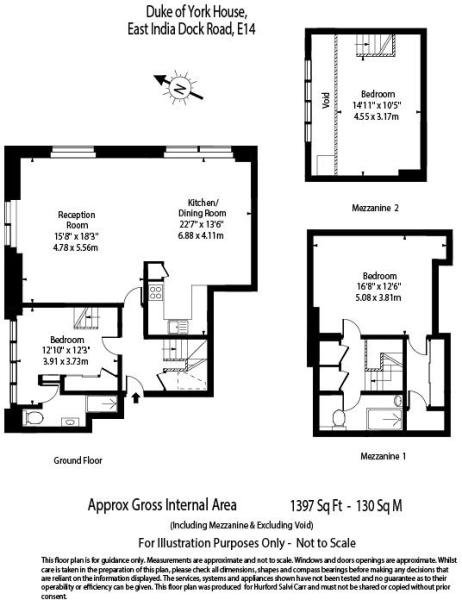 Duke of York House,
East India Dock Road, E14
N
Void
Bedroom
14'11" x 10'5"
4.55 x 3.17m
Mezzanine 2
Reception
Room
15'8" x 18'3"
4.78 x 5.56m
Kitchen/
Dining Room
22'7" x 13'6"
6.88 x 4.11m
Bedroom
16'8" x 12'6"
5.08 x 3.81m
Bedroom
12'10" x 12'3"
3.91 x 3.73m
Ground Floor
Mezzanine 1
Approx Gross Internal Area 1397 Sq Ft - 130 Sq M
(Including Mezzanine & Excluding Void)
For Illustration Purposes Only - Not to Scale
This floor plan is for guidance only. Measurements are approximate and not to scale. Windows and doors openings are approximate. Whilst
care is taken in the preparation of this plan, please check all dimensions, shapes and compass bearings before making any decisions that
are reliant on the information displayed. The services, systems and appliances shown have not been tested and no guarantee as to their
operability or efficiency can be given. This floor plan was produced for Hurford Salvi Carr and must not be shared or copied without prior
consent.